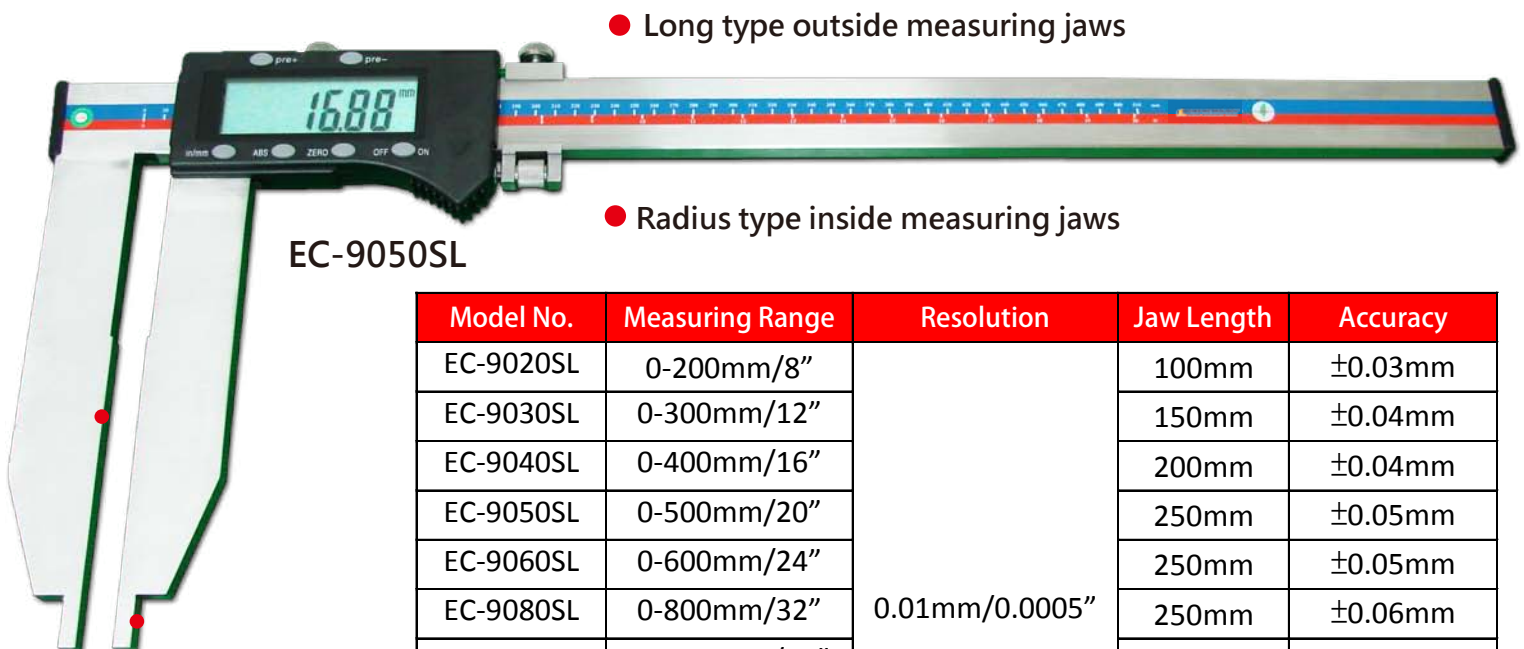 Long type outside measuring jaws
pre+ pre−
16.88 mm
in/mm ABS ZERO OFF ON
Radius type inside measuring jaws
EC-9050SL
Model No. Measuring Range Resolution Jaw Length Accuracy
EC-9020SL 0-200mm/8” 100mm ±0.03mm
EC-9030SL 0-300mm/12” 150mm ±0.04mm
EC-9040SL 0-400mm/16” 200mm ±0.04mm
EC-9050SL 0-500mm/20” 250mm ±0.05mm
EC-9060SL 0-600mm/24” 250mm ±0.05mm
EC-9080SL 0-800mm/32” 0.01mm/0.0005” 250mm ±0.06mm